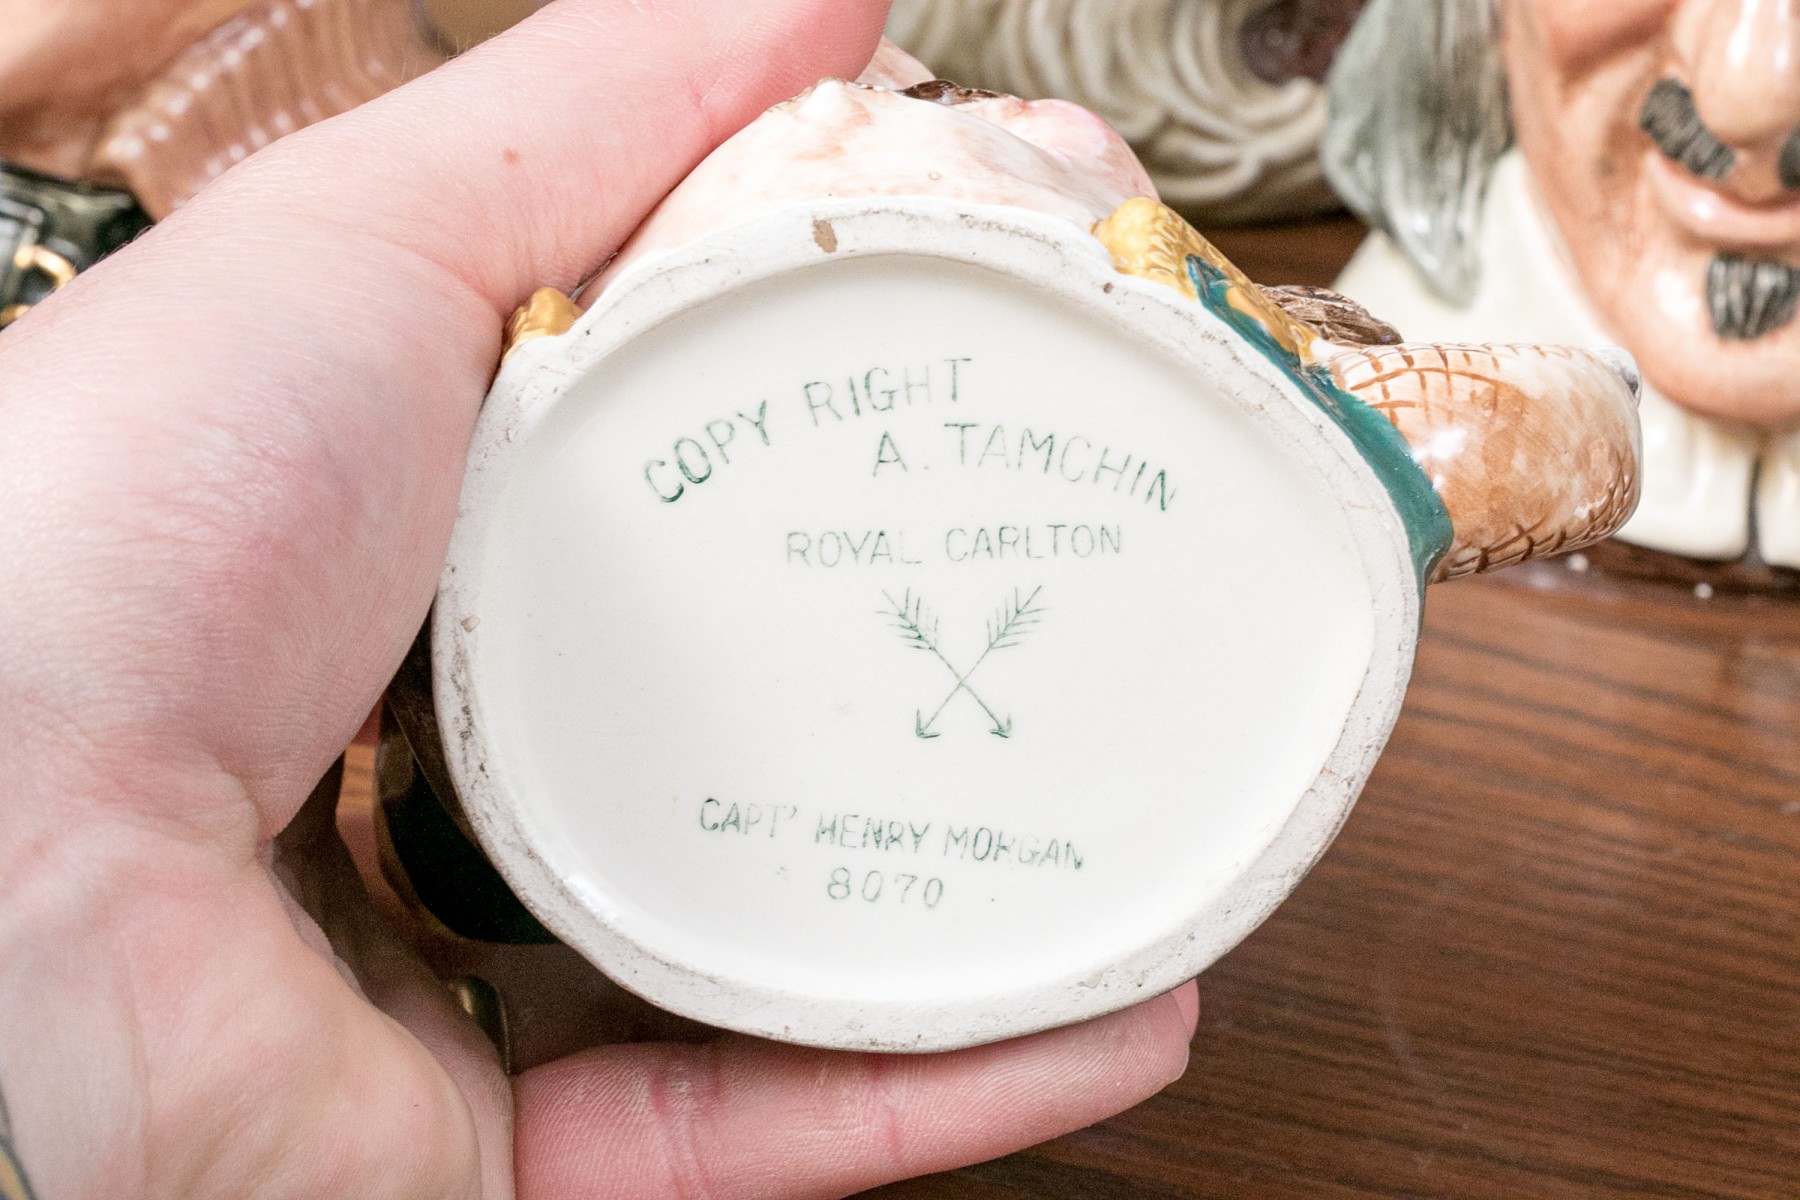 COPY RIGHT
A. TAMCHIN
ROYAL CARLTON
CAPT' HENRY MORGAN
8070